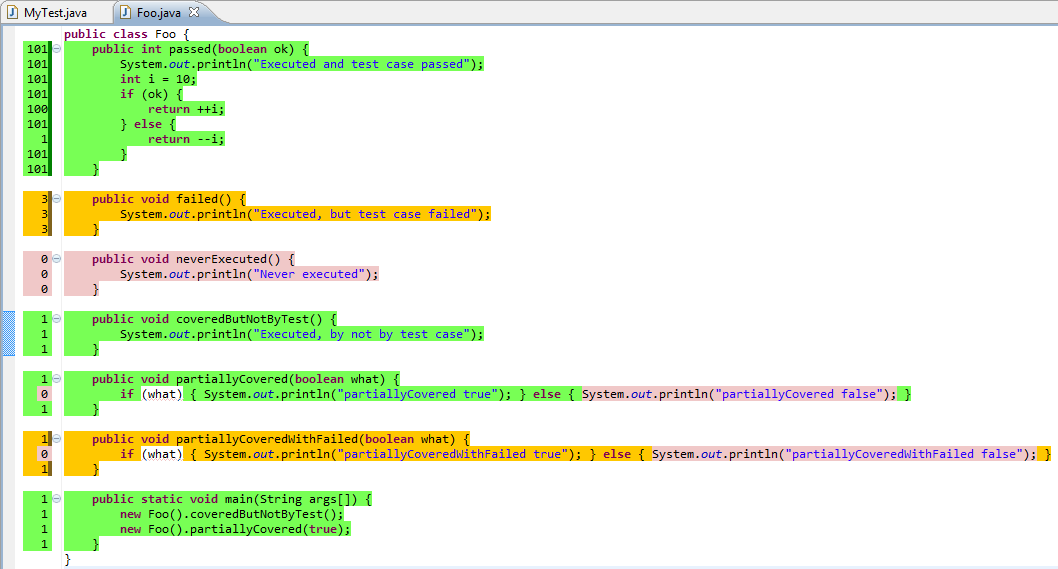 MyTest.java Foo.java
public class Foo {
101 public int passed(boolean ok) {
101 System.out.println("Executed and test case passed");
101 int i = 10;
101 if (ok) {
100 return ++i;
101 } else {
1 return --i;
101 }
101 }
3 public void failed() {
3 System.out.println("Executed, but test case failed");
3 }
0 public void neverExecuted() {
0 System.out.println("Never executed");
0 }
1 public void coveredButNotByTest() {
1 System.out.println("Executed, by not by test case");
1 }
1 public void partiallyCovered(boolean what) {
0 if (what) { System.out.println("partiallyCovered true"); } else { System.out.println("partiallyCovered false"); }
1 }
1 public void partiallyCoveredWithFailed(boolean what) {
0 if (what) { System.out.println("partiallyCoveredWithFailed true"); } else { System.out.println("partiallyCoveredWithFailed false"); }
1 }
1 public static void main(String args[]) {
1 new Foo().coveredButNotByTest();
1 new Foo().partiallyCovered(true);
1 }
}